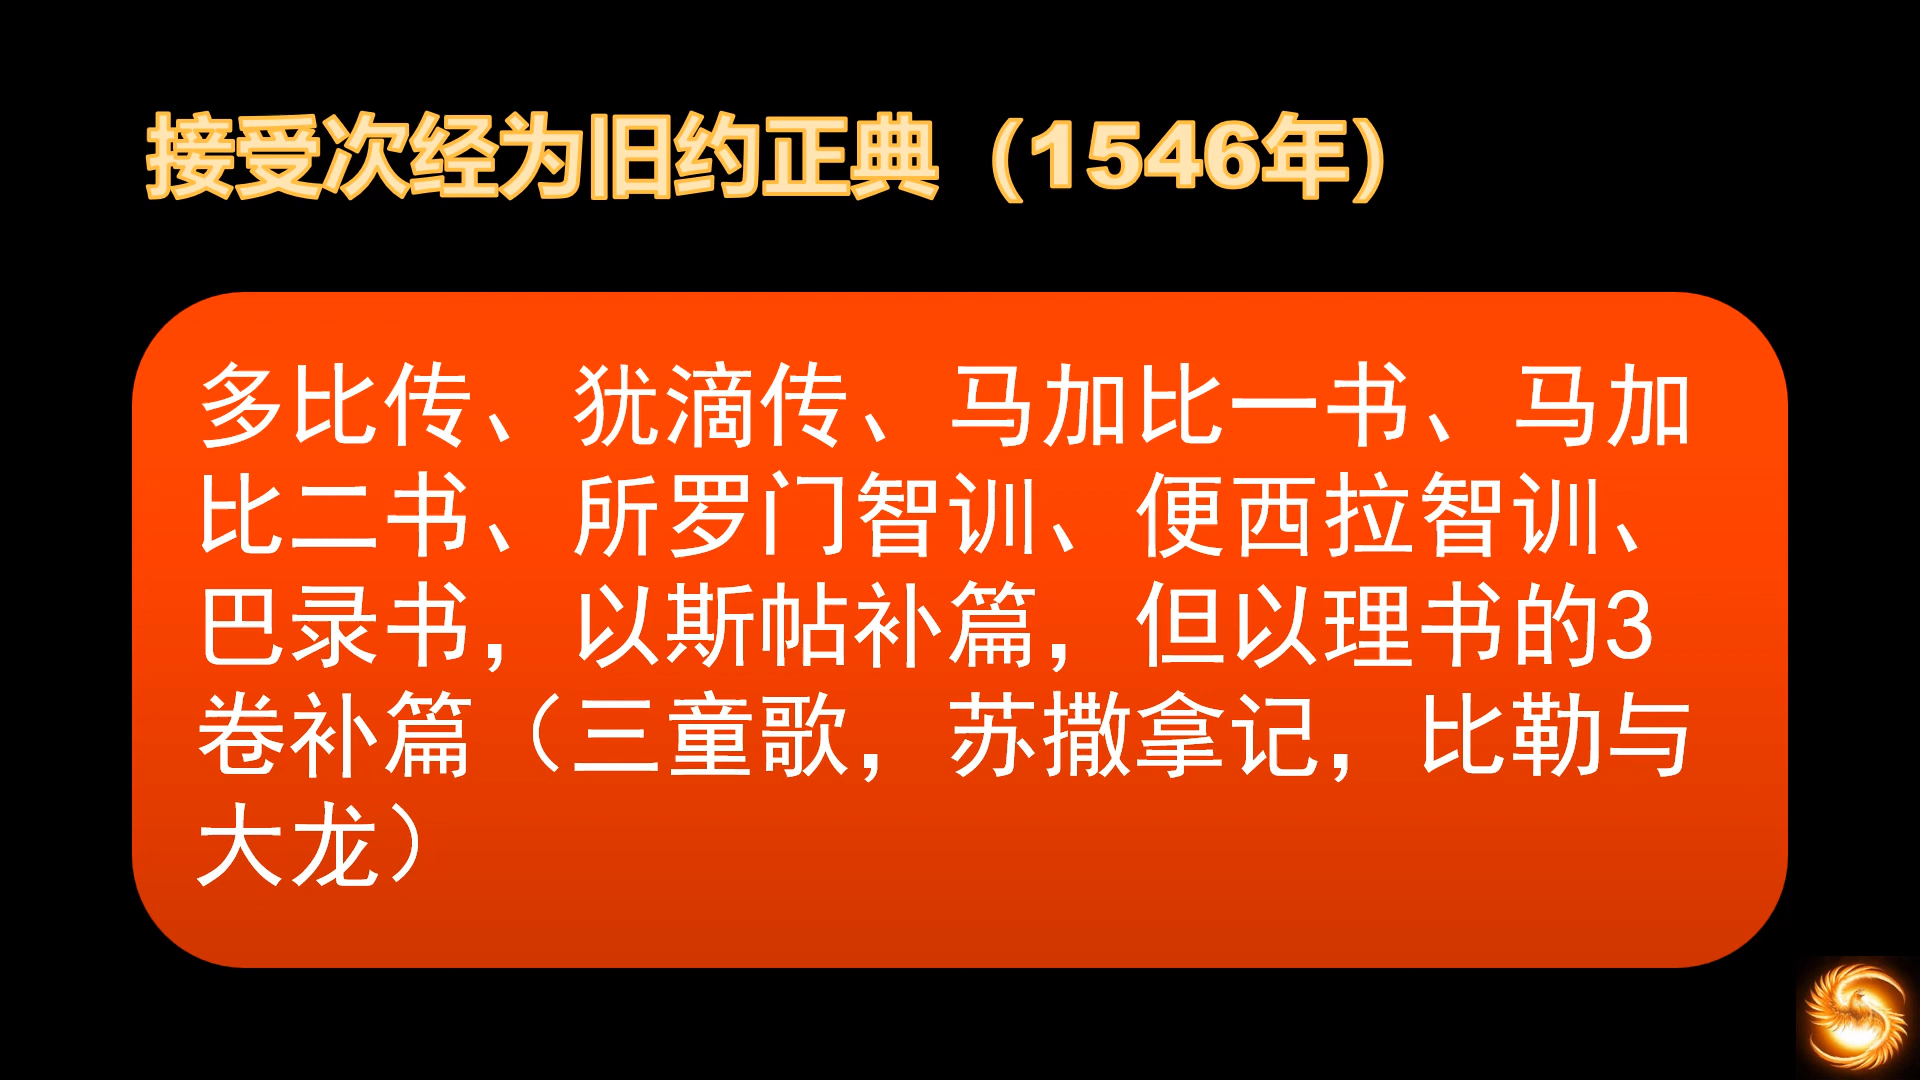 接受次经为旧约正典（1546年）
多比传、犹滴传、马加比一书、马加
比二书、所罗门智训、便西拉智训、
巴录书，以斯帖补篇，但以理书的3
卷补篇（三童歌，苏撒拿记，比勒与
大龙）